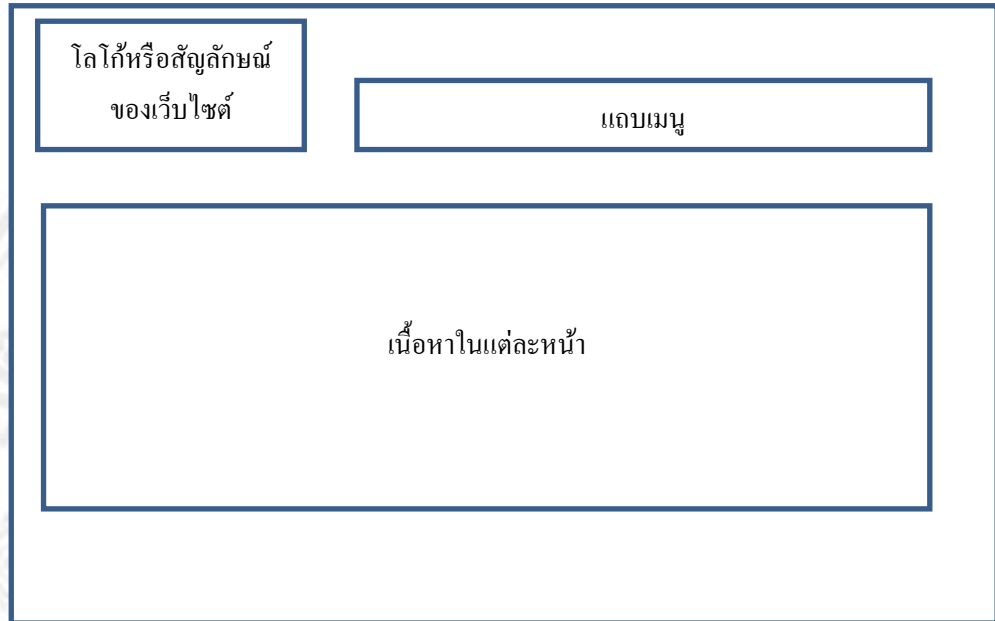 โลโก้หรือสัญลักษณ์
ของเว็บไซต์
แถบเมนู
เนื้อหาในแต่ละหน้า